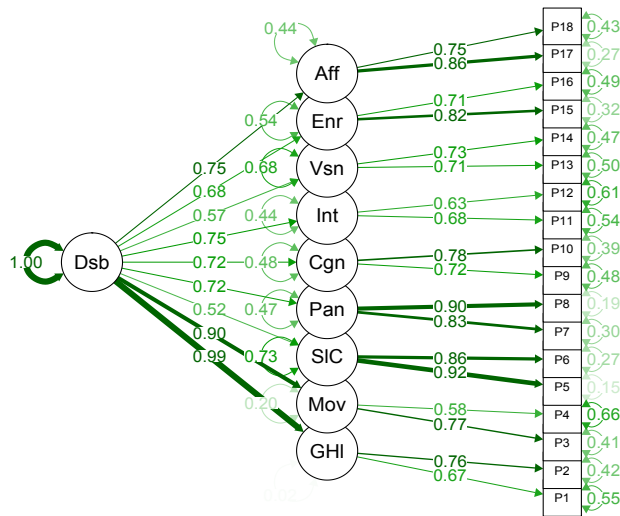 0.44
Aff
0.75
0.86
P18
0.43
P17
0.27
0.54
Enr
0.71
0.82
P16
0.49
P15
0.32
0.68
Vsn
0.73
0.71
P14
0.47
P13
0.50
0.44
Int
0.63
0.68
P12
0.61
P11
0.54
1.00
Dsb
0.75
0.68
0.57
0.75
0.72
0.72
0.52
0.90
0.99
0.48
Cgn
0.78
0.72
P10
0.39
P9
0.48
0.47
Pan
0.90
0.83
P8
0.19
P7
0.30
0.73
SlC
0.86
0.92
P6
0.27
P5
0.15
0.20
Mov
0.58
0.77
P4
0.66
P3
0.41
0.02
GHl
0.76
0.67
P2
0.42
P1
0.55